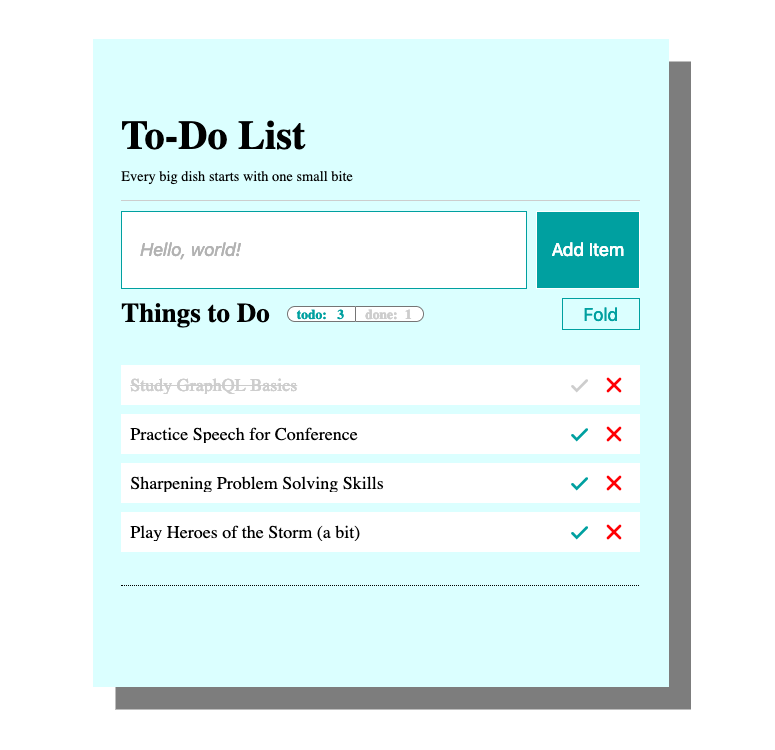 To-Do List
Every big dish starts with one small bite
Hello, world!
Add Item
Things to Do
todo: 3
done: 1
Fold
Study GraphQL Basics
Practice Speech for Conference
Sharpening Problem Solving Skills
Play Heroes of the Storm (a bit)